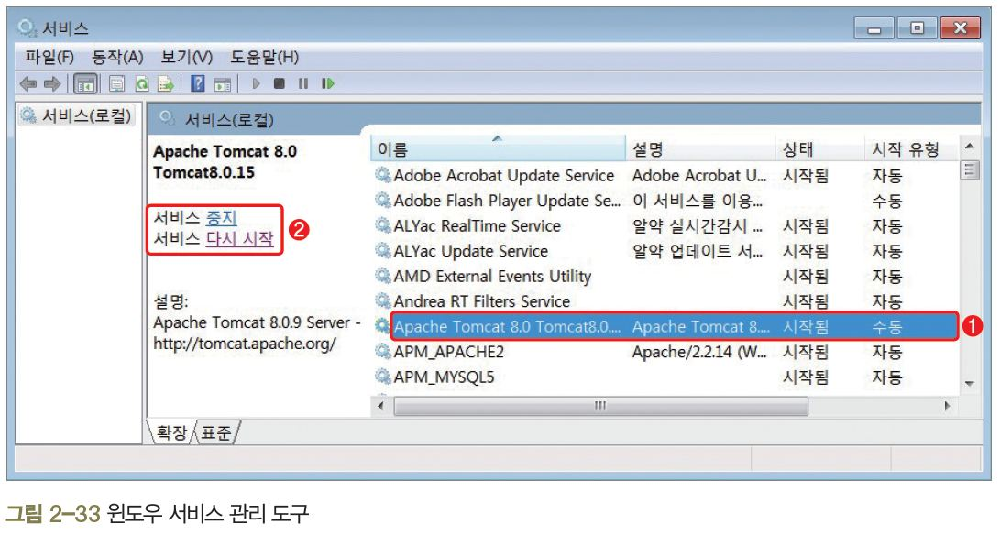 서비스
파일(F) 동작(A) 보기(V) 도움말(H)
서비스(로컬)
서비스(로컬)
Apache Tomcat 8.0
Tomcat8.0.15
서비스 중지
서비스 다시 시작
❷
설명:
Apache Tomcat 8.0.9 Server -
http://tomcat.apache.org/
이름 설명 상태 시작 유형
Adobe Acrobat Update Service Adobe Acrobat U... 시작됨 자동
Adobe Flash Player Update Se... 이 서비스를 이용... 수동
ALYac RealTime Service 알약 실시간감시 ... 시작됨 자동
ALYac Update Service 알약 업데이트 서... 시작됨 자동
AMD External Events Utility 시작됨 자동
Andrea RT Filters Service 시작됨 자동
Apache Tomcat 8.0 Tomcat8.0.... Apache Tomcat 8.... 시작됨 수동 ❶
APM_APACHE2 Apache/2.2.14 (W... 시작됨 자동
APM_MYSQL5 시작됨 자동
확장 표준
그림 2-33 윈도우 서비스 관리 도구